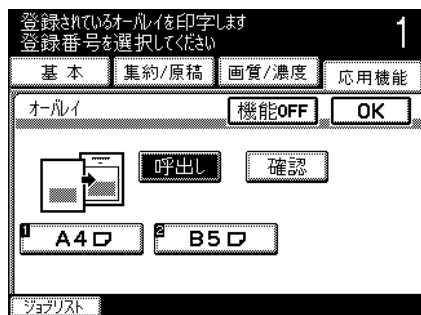 登録されているオーバレイを印字します
登録番号を選択してください
1
基本 集約/原稿 画質/濃度 応用機能
オーバレイ 機能OFF OK
呼出し 確認
1 A4 2 B5
ジョブリスト